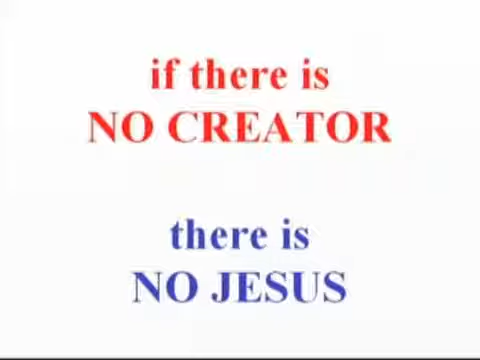 if there is
NO CREATOR
there is
NO JESUS